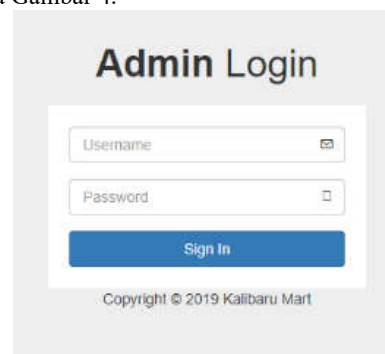 Gambar 4.
Admin Login
Username
Password
Sign In
Copyright © 2019 Kalibaru Mart